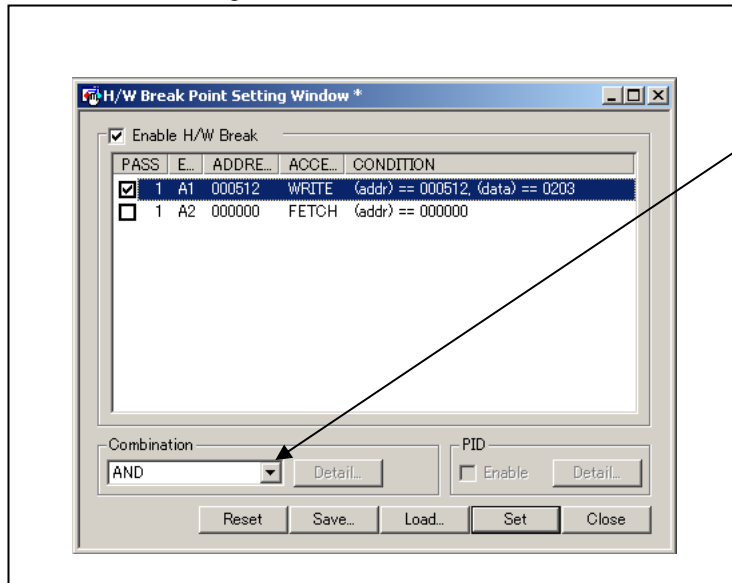 H/W Break Point Setting Window *
Enable H/W Break
PASS E... ADDRE... ACCE... CONDITION
1 A1 000512 WRITE (addr) == 000512, (data) == 0203
1 A2 000000 FETCH (addr) == 000000
Combination
PID
AND Detail... Enable Detail...
Reset Save... Load... Set Close